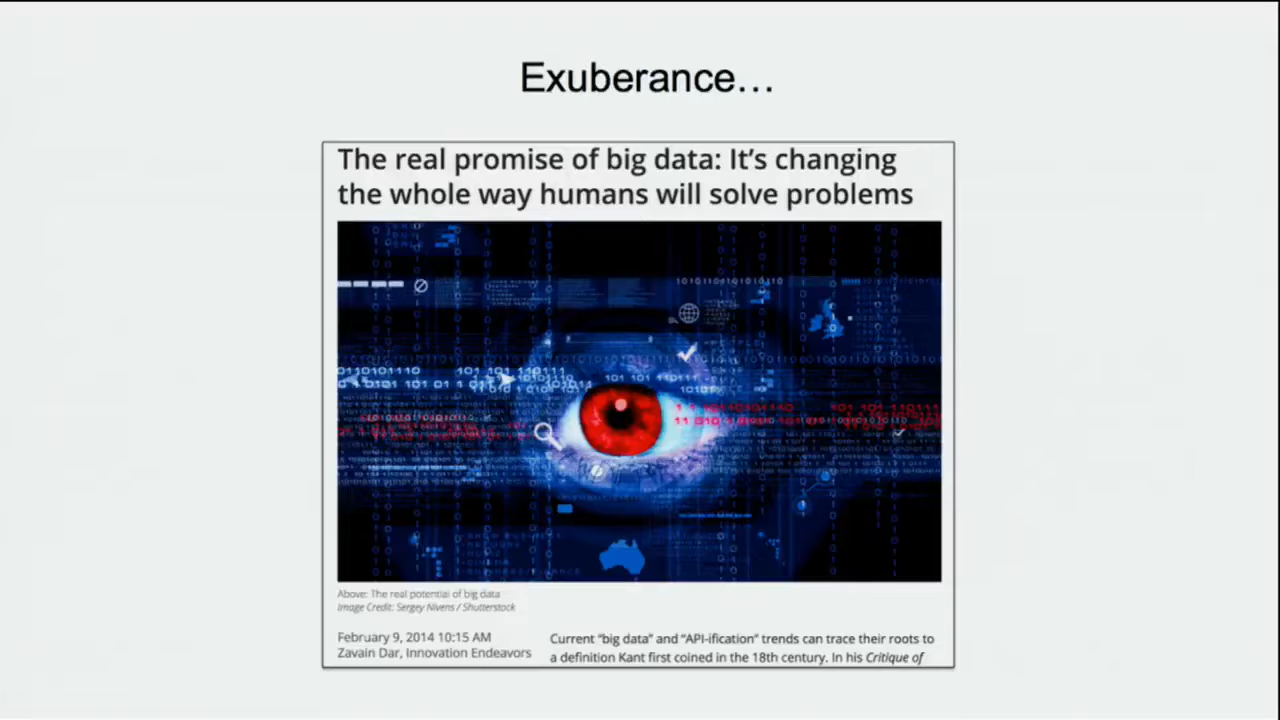 Exuberance…
The real promise of big data: It's changing
the whole way humans will solve problems
Above: The real potential of big data
Image Credit: Sergey Nivens / Shutterstock
February 9, 2014 10:15 AM
Zavain Dar, Innovation Endeavors
Current "big data" and "API-ification" trends can trace their roots to
a definition Kant first coined in the 18th century. In his Critique of